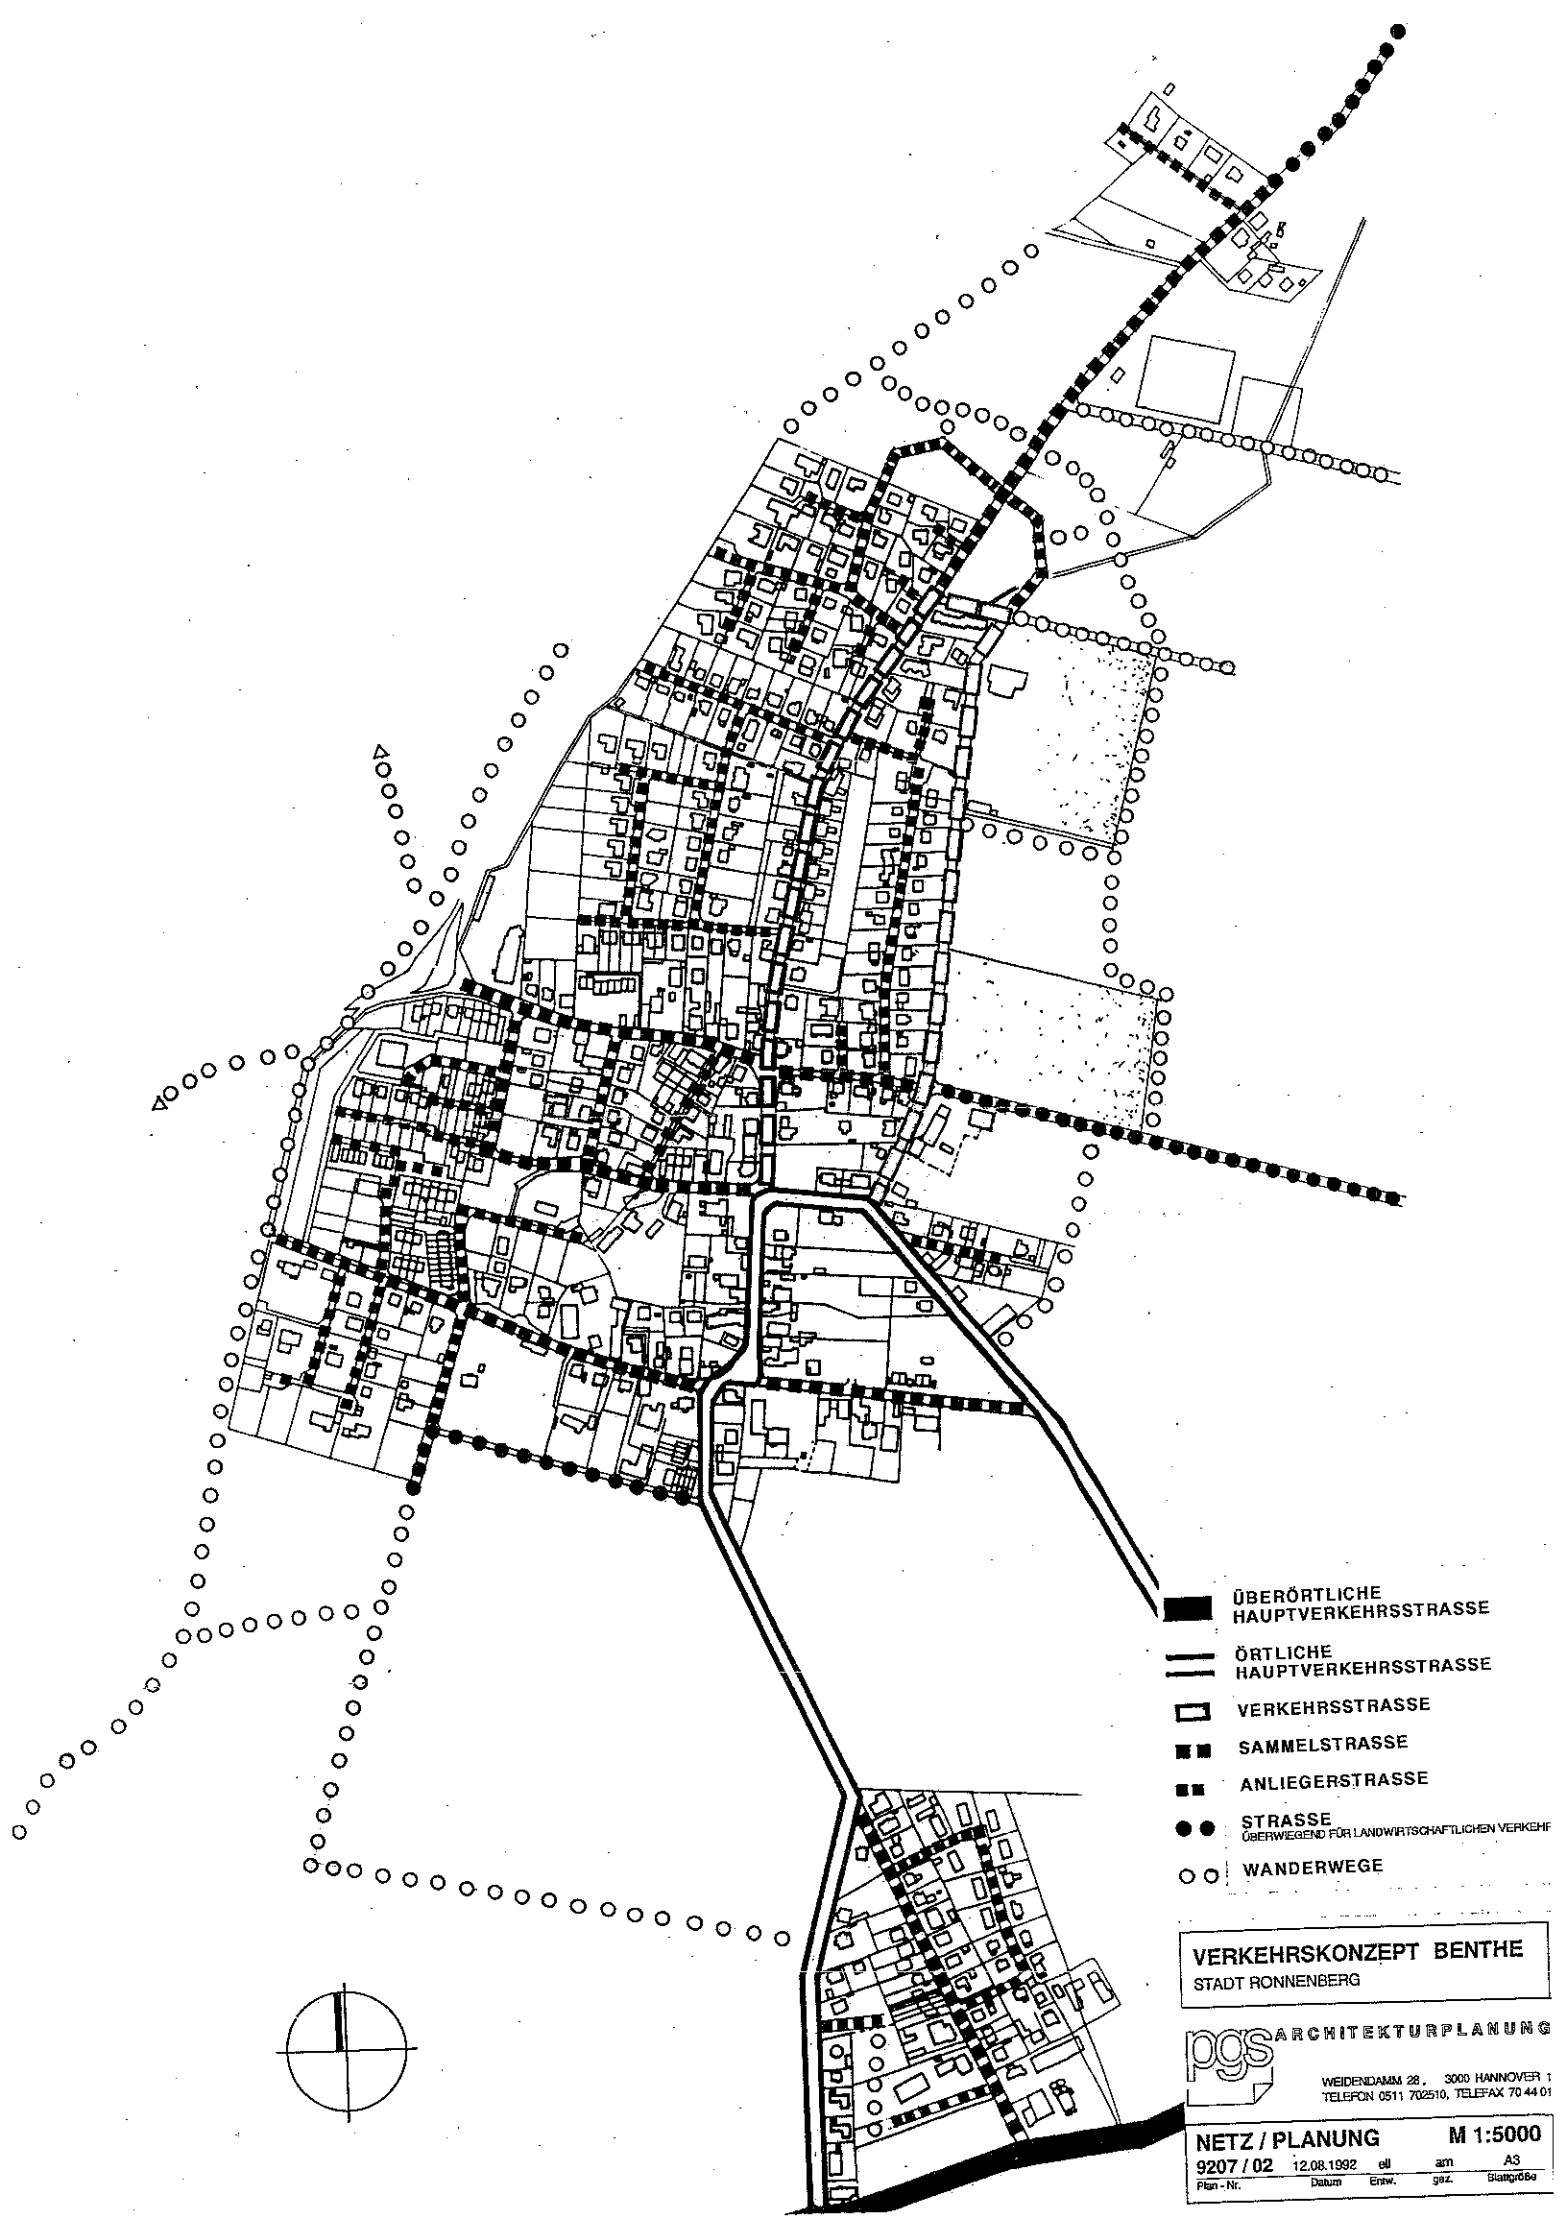 ÜBERÖRTLICHE
HAUPTVERKEHRSSTRASSE
ÖRTLICHE
HAUPTVERKEHRSSTRASSE
VERKEHRSSTRASSE
SAMMELSTRASSE
ANLIEGERSTRASSE
STRASSE
ÜBERWIEGEND FÜR LANDWIRTSCHAFTLICHEN VERKEHR
WANDERWEGE
VERKEHRSKONZEPT BENTHE
STADT RONNENBERG
pgs ARCHITEKTURPLANUNG
WEIDENDAMM 28, 3000 HANNOVER 1
TELEFON 0511 702510, TELEFAX 70 44 01
NETZ / PLANUNG M 1:5000
9207 / 02 12.08.1992 ell am A3
Plan - Nr. Datum Entw. gez. Blattgröße